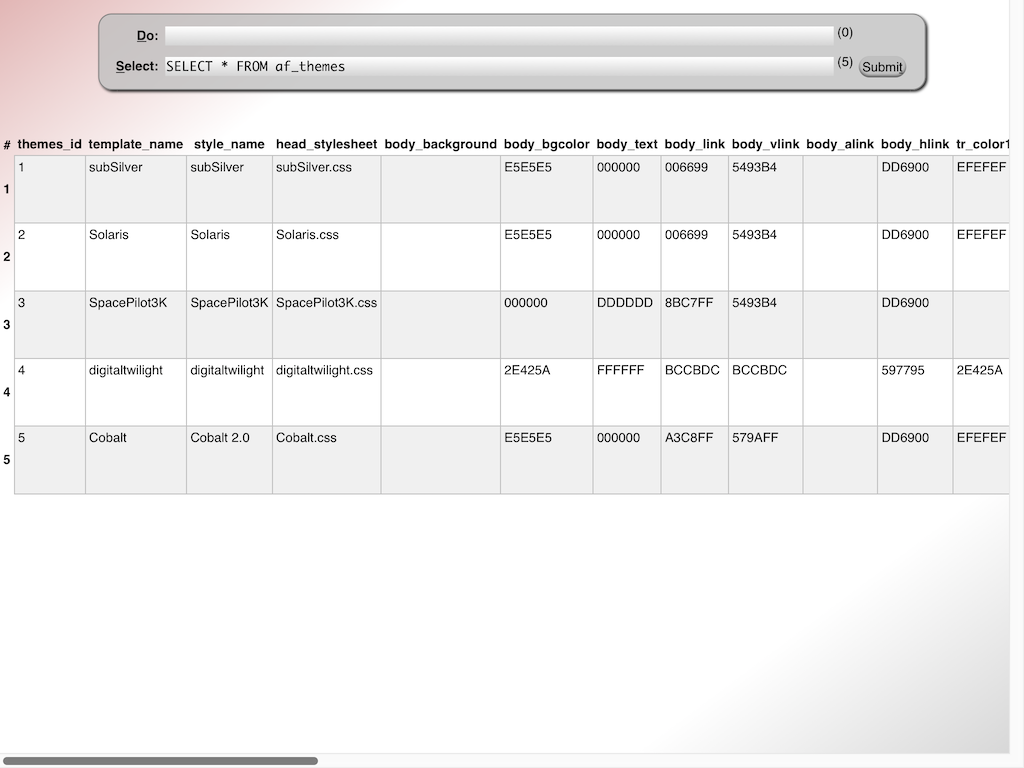 Do: (0)
Select: SELECT * FROM af_themes (5) Submit
# themes_id template_name style_name head_stylesheet body_background body_bgcolor body_text body_link body_vlink body_alink body_hlink tr_color1
1 1 subSilver subSilver subSilver.css E5E5E5 000000 006699 5493B4 DD6900 EFEFEF
2 2 Solaris Solaris Solaris.css E5E5E5 000000 006699 5493B4 DD6900 EFEFEF
3 3 SpacePilot3K SpacePilot3K SpacePilot3K.css 000000 DDDDDD 8BC7FF 5493B4 DD6900
4 4 digitaltwilight digitaltwilight digitaltwilight.css 2E425A FFFFFF BCCBDC BCCBDC 597795 2E425A
5 5 Cobalt Cobalt 2.0 Cobalt.css E5E5E5 000000 A3C8FF 579AFF DD6900 EFEFEF